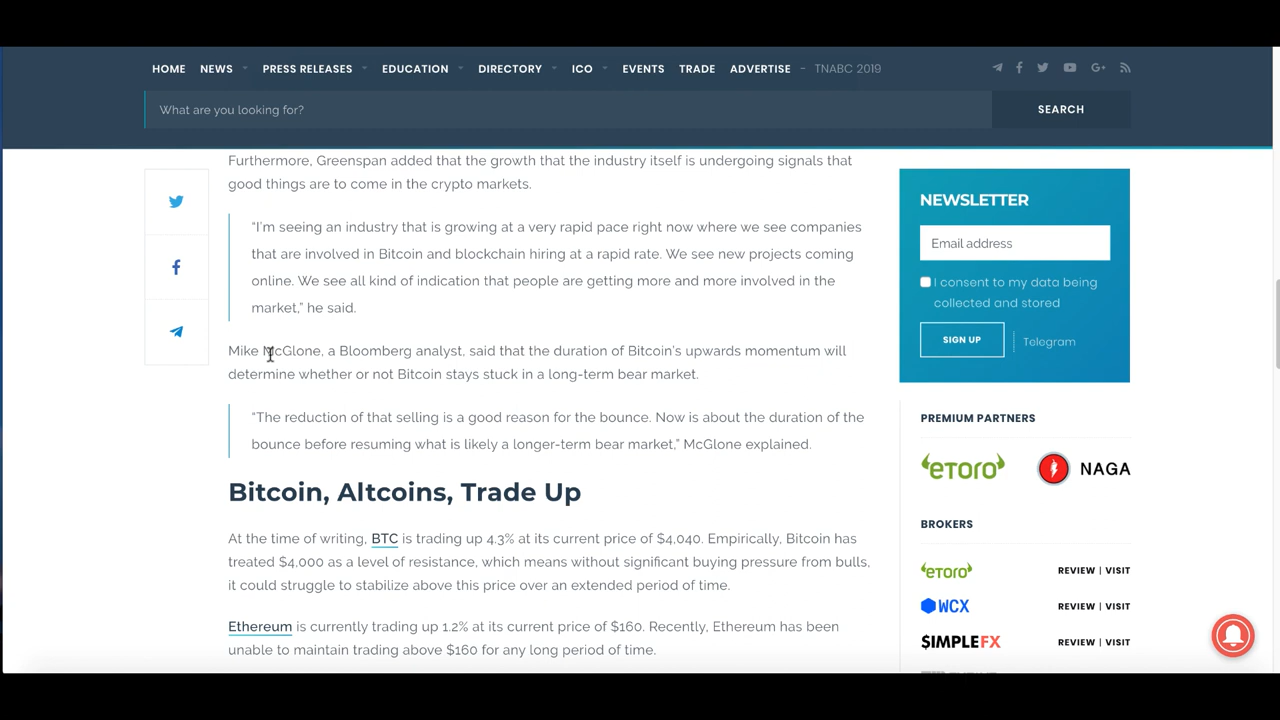 HOME NEWS PRESS RELEASES EDUCATION DIRECTORY ICO EVENTS TRADE ADVERTISE - TNABC 2019
What are you looking for? SEARCH
Furthermore, Greenspan added that the growth that the industry itself is undergoing signals that
good things are to come in the crypto markets.
“I’m seeing an industry that is growing at a very rapid pace right now where we see companies
that are involved in Bitcoin and blockchain hiring at a rapid rate. We see new projects coming
online. We see all kind of indication that people are getting more and more involved in the
market,” he said.
Mike McGlone, a Bloomberg analyst, said that the duration of Bitcoin’s upwards momentum will
determine whether or not Bitcoin stays stuck in a long-term bear market.
“The reduction of that selling is a good reason for the bounce. Now is about the duration of the
bounce before resuming what is likely a longer-term bear market,” McGlone explained.
Bitcoin, Altcoins, Trade Up
At the time of writing, BTC is trading up 4.3% at its current price of $4,040. Empirically, Bitcoin has
treated $4,000 as a level of resistance, which means without significant buying pressure from bulls,
it could struggle to stabilize above this price over an extended period of time.
Ethereum is currently trading up 1.2% at its current price of $160. Recently, Ethereum has been
unable to maintain trading above $160 for any long period of time.
NEWSLETTER
Email address
I consent to my data being
collected and stored
SIGN UP Telegram
PREMIUM PARTNERS
eToro NAGA
BROKERS
eToro REVIEW | VISIT
WCX REVIEW | VISIT
$IMPLEFX REVIEW | VISIT